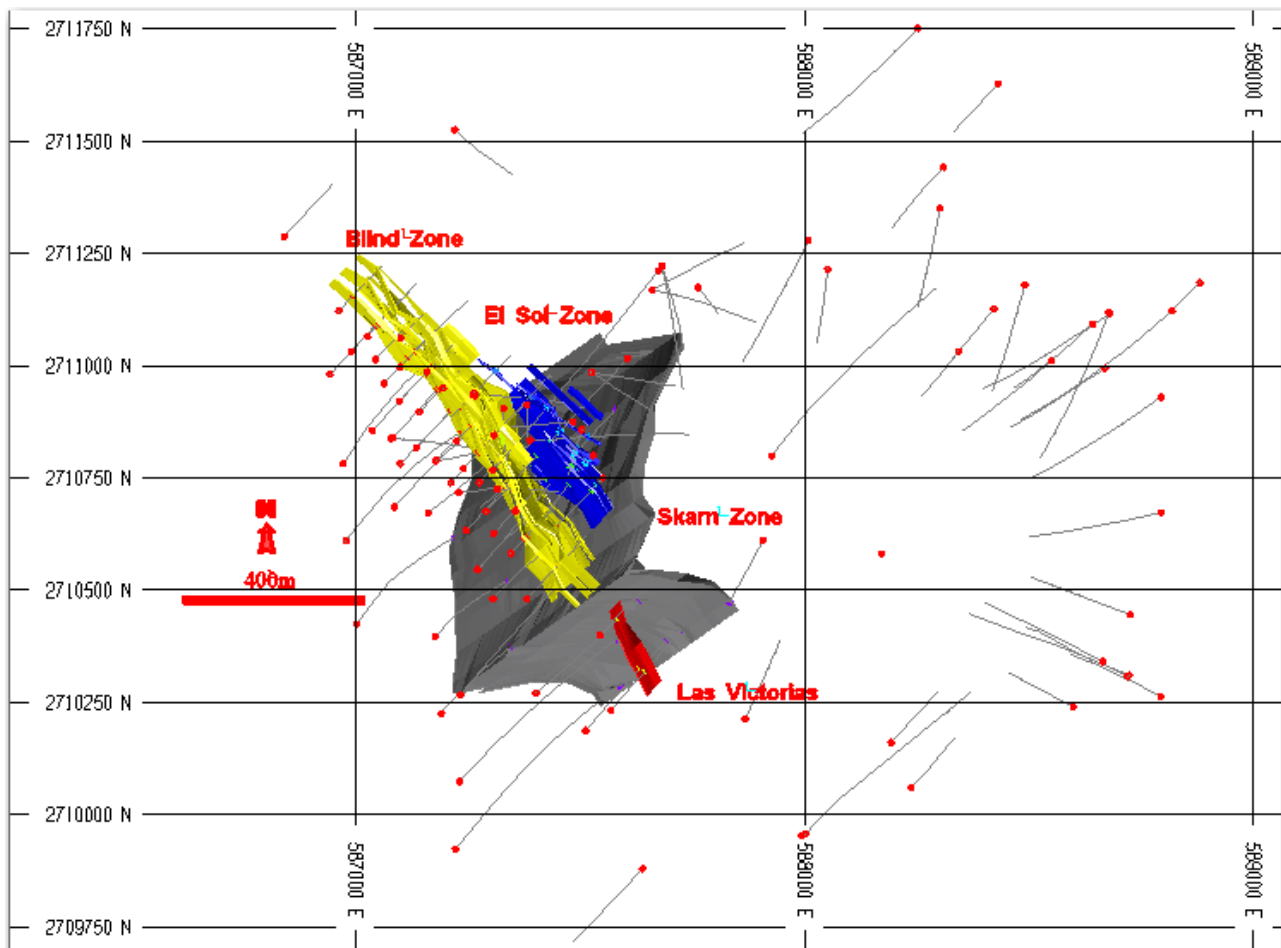 2711750 N
587000 E
588000 E
589000 E
2711500 N
2711250 N
Blind Zone
El Sol Zone
2711000 N
2710750 N
N
Skarn Zone
400m
2710500 N
Las Victorias
2710250 N
2710000 N
587000 E
588000 E
589000 E
2709750 N